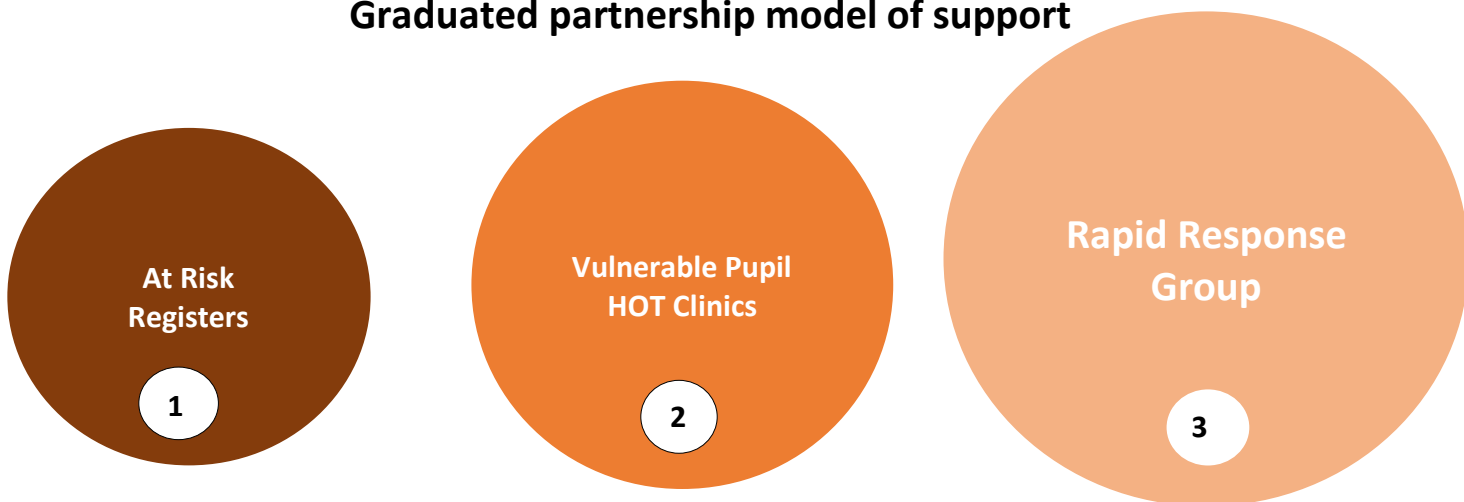 Graduated partnership model of support
At Risk
Registers
1
Vulnerable Pupil
HOT Clinics
2
Rapid Response
Group
3